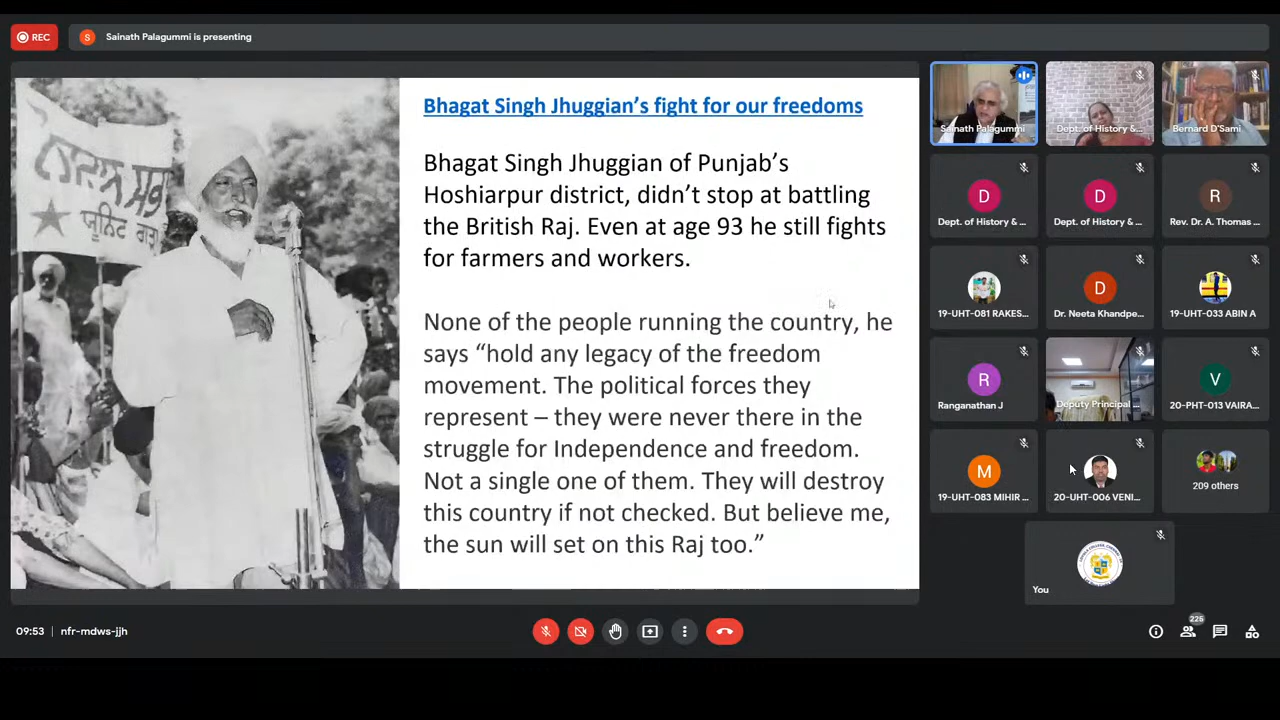 REC
S
Sainath Palagummi is presenting
ਯੂਨਿਟ
Bhagat Singh Jhuggian’s fight for our freedoms
Bhagat Singh Jhuggian of Punjab’s
Hoshiarpur district, didn’t stop at battling
the British Raj. Even at age 93 he still fights
for farmers and workers.
None of the people running the country, he
says “hold any legacy of the freedom
movement. The political forces they
represent – they were never there in the
struggle for Independence and freedom.
Not a single one of them. They will destroy
this country if not checked. But believe me,
the sun will set on this Raj too.”
Sainath Palagummi
Dept. of History &...
Bernard D'Sami
D
Dept. of History &...
D
Dept. of History &...
R
Rev. Dr. A. Thomas
19-UHT-081 RAKES...
D
Dr. Neeta Khandpe...
19-UHT-033 ABIN A
R
Ranganathan J
Deputy Principal ...
V
20-PHT-013 VAIRA...
M
19-UHT-083 MIHIR ...
20-UHT-006 VENI...
209 others
You
09:53 | nfr-mdws-jjh
226